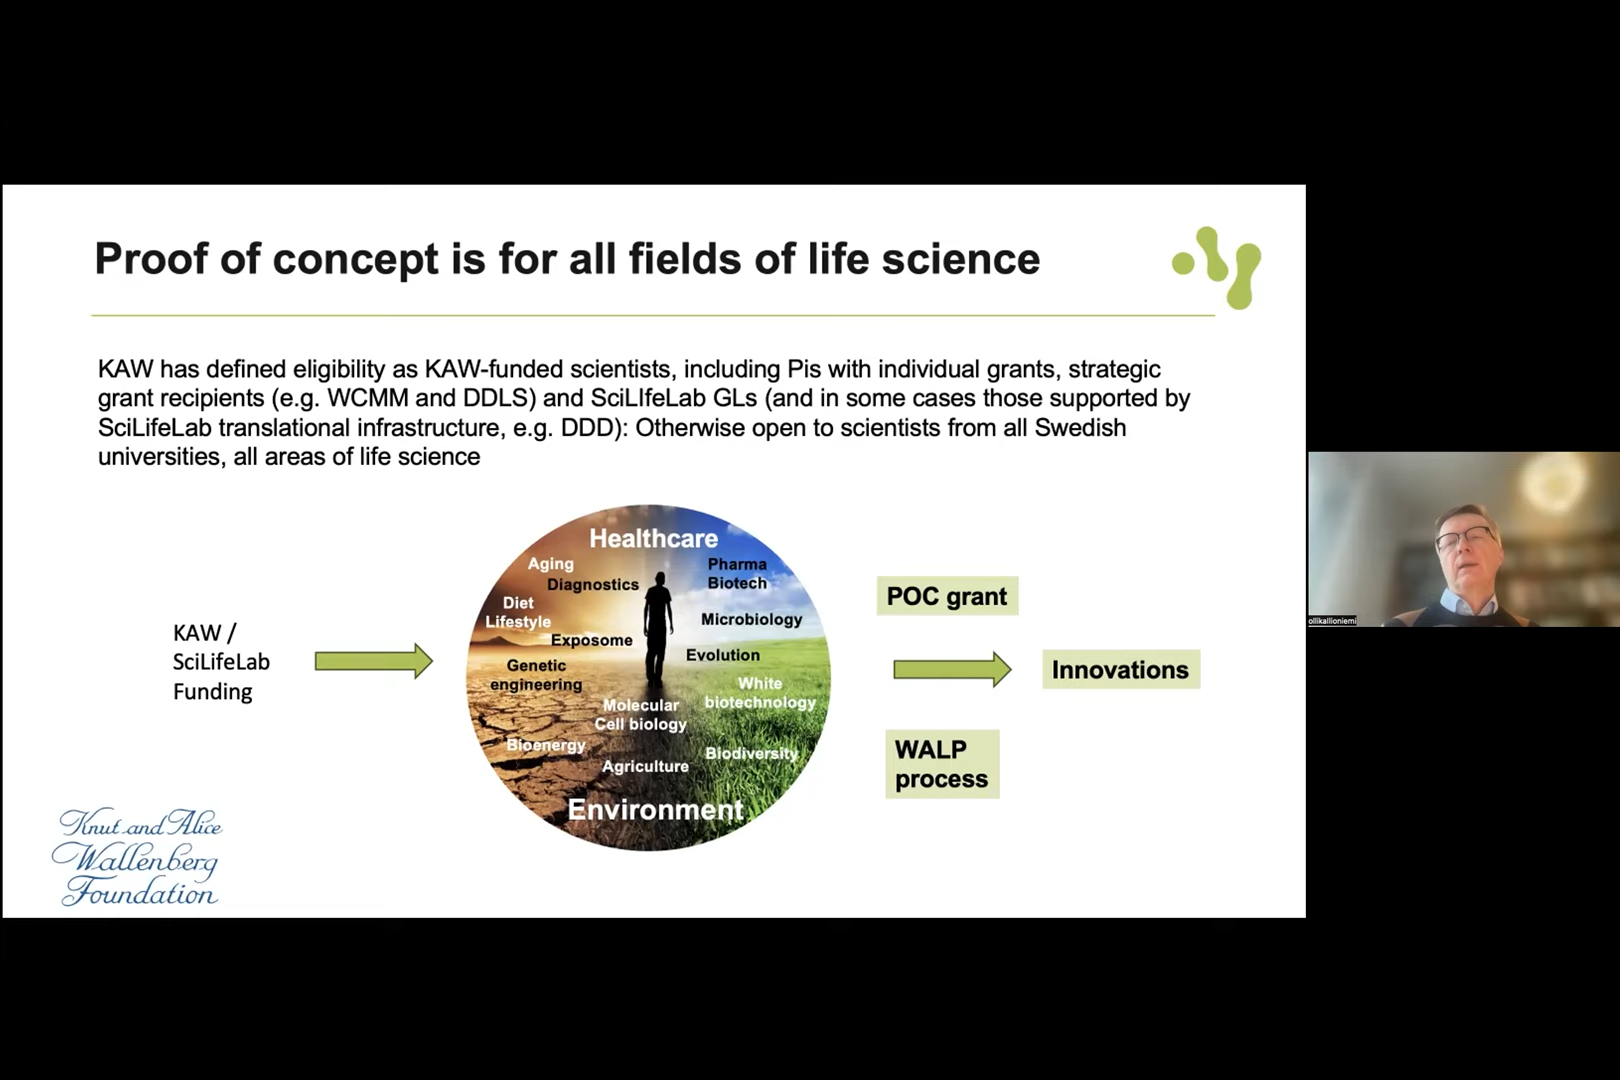 Proof of concept is for all fields of life science
KAW has defined eligibility as KAW-funded scientists, including Pis with individual grants, strategic
grant recipients (e.g. WCMM and DDLS) and SciLIfeLab GLs (and in some cases those supported by
SciLifeLab translational infrastructure, e.g. DDD): Otherwise open to scientists from all Swedish
universities, all areas of life science
KAW /
SciLifeLab
Funding
Healthcare
Aging
Diagnostics
Diet
Lifestyle
Exposome
Genetic
engineering
Molecular
Cell biology
Bioenergy
Agriculture
Pharma
Biotech
Microbiology
Evolution
White
biotechnology
Biodiversity
Environment
POC grant
Innovations
WALP
process
Knut and Alice
Wallenberg
Foundation
ollikallioniemi